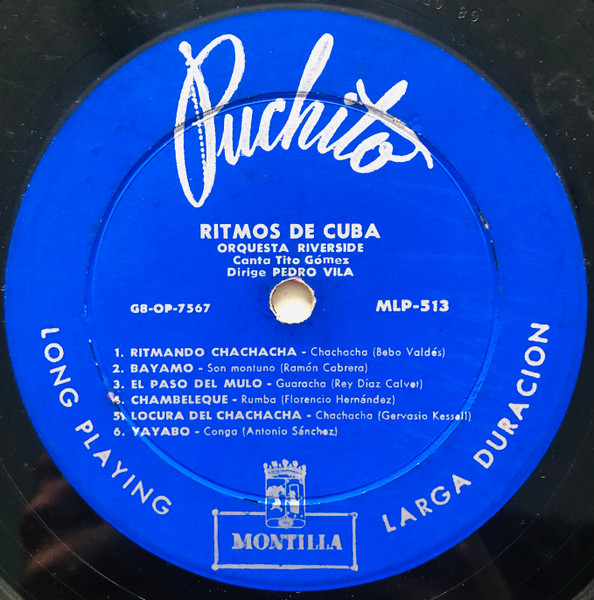 Puchito
RITMOS DE CUBA
ORQUESTA RIVERSIDE
Canta Tito Gómez
Dirige PEDRO VILA
G8-OP-7567
MLP-513
1. RITMANDO CHACHACHA - Chachacha (Bebo Valdés)
2. BAYAMO - Son montuno (Ramón Cabrera)
3. EL PASO DEL MULO - Guaracha (Rey Díaz Calvet)
4. CHAMBELEQUE - Rumba (Florencio Hernández)
5. LOCURA DEL CHACHACHA - Chachacha (Gervasio Kessell)
6. YAYABO - Conga (Antonio Sánchez)
LONG PLAYING
LARGA DURACION
MONTILLA